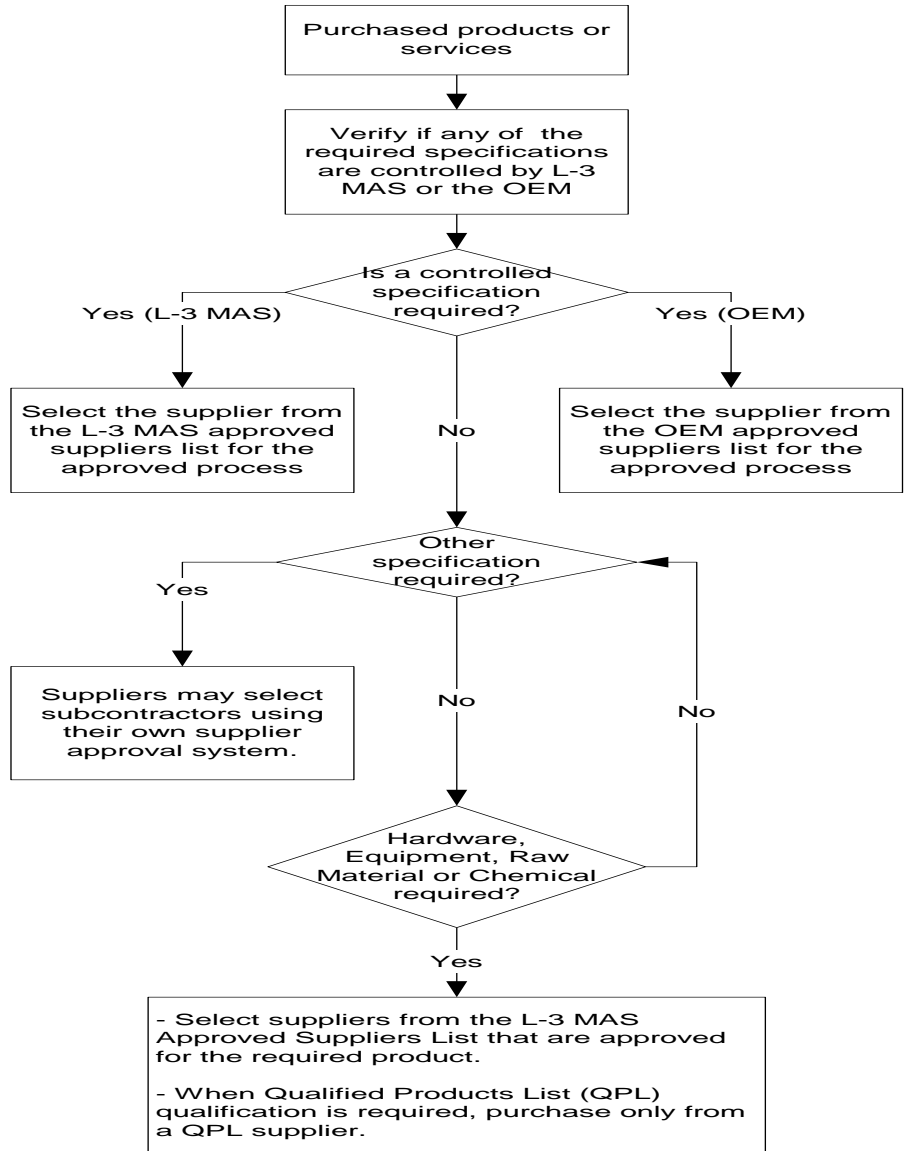 Purchased products or
services
Verify if any of the
required specifications
are controlled by L-3
MAS or the OEM
Is a controlled
specification
required?
Yes (L-3 MAS)
Yes (OEM)
Select the supplier from
the L-3 MAS approved
suppliers list for the
approved process
No
Select the supplier from
the OEM approved
suppliers list for the
approved process
Other
specification
required?
Yes
Suppliers may select
subcontractors using
their own supplier
approval system.
No
No
Hardware,
Equipment, Raw
Material or Chemical
required?
Yes
- Select suppliers from the L-3 MAS
Approved Suppliers List that are approved
for the required product.
- When Qualified Products List (QPL)
qualification is required, purchase only from
a QPL supplier.